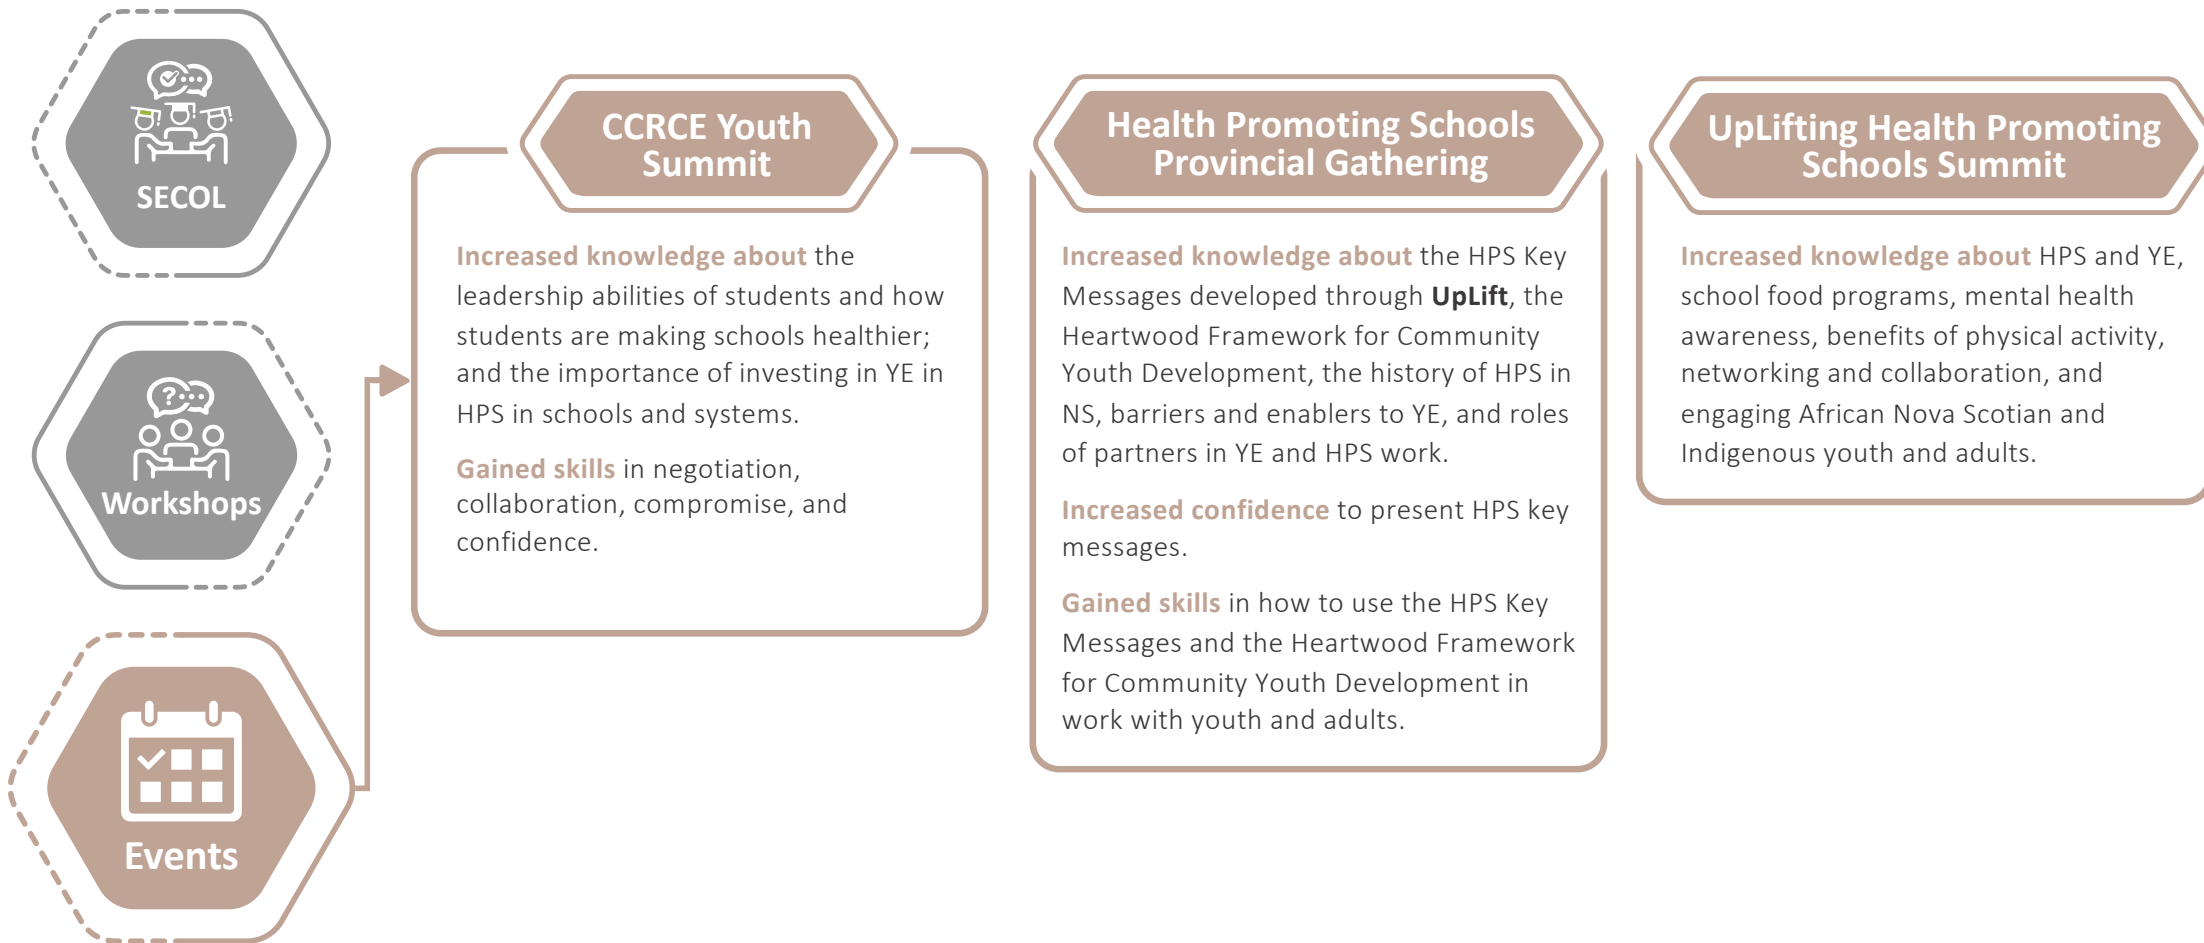 SECOL
Workshops
Events
CCRCE Youth
Summit
Increased knowledge about the
leadership abilities of students and how
students are making schools healthier;
and the importance of investing in YE in
HPS in schools and systems.
Gained skills in negotiation,
collaboration, compromise, and
confidence.
Health Promoting Schools
Provincial Gathering
Increased knowledge about the HPS Key
Messages developed through UpLift, the
Heartwood Framework for Community
Youth Development, the history of HPS in
NS, barriers and enablers to YE, and roles
of partners in YE and HPS work.
Increased confidence to present HPS key
messages.
Gained skills in how to use the HPS Key
Messages and the Heartwood Framework
for Community Youth Development in
work with youth and adults.
UpLifting Health Promoting
Schools Summit
Increased knowledge about HPS and YE,
school food programs, mental health
awareness, benefits of physical activity,
networking and collaboration, and
engaging African Nova Scotian and
Indigenous youth and adults.